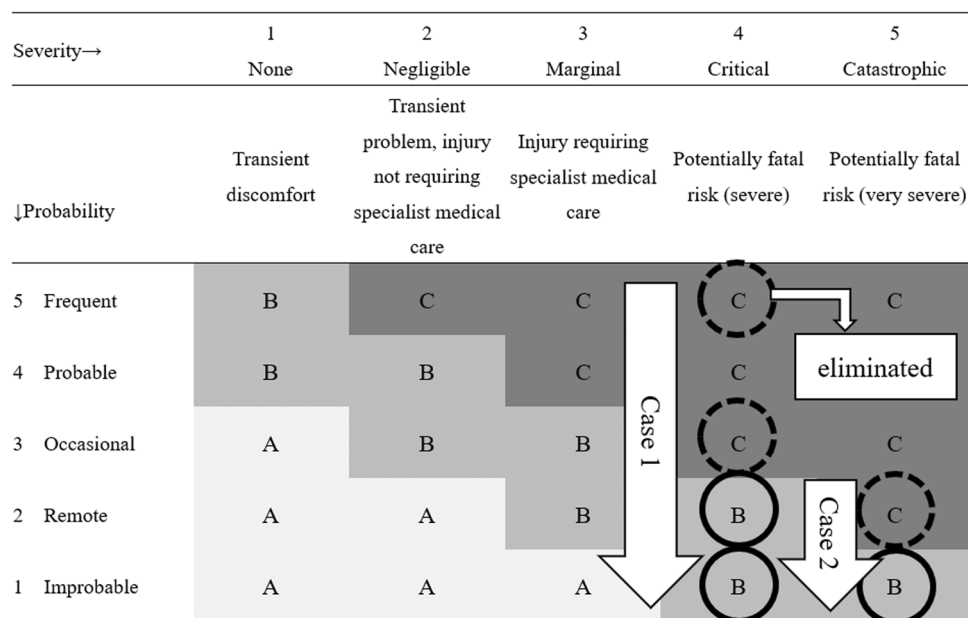 Severity→ 1 2 3 4 5
None Negligible Marginal Critical Catastrophic
↓Probability
Transient
discomfort
Transient
problem, injury
not requiring
specialist medical
care
Injury requiring
specialist medical
care
Potentially fatal
risk (severe)
Potentially fatal
risk (very severe)
5 Frequent B C C C C
eliminated
4 Probable B B C C
3 Occasional A B B C C
2 Remote A A B B C
1 Improbable A A A B B
Case 1
Case 2